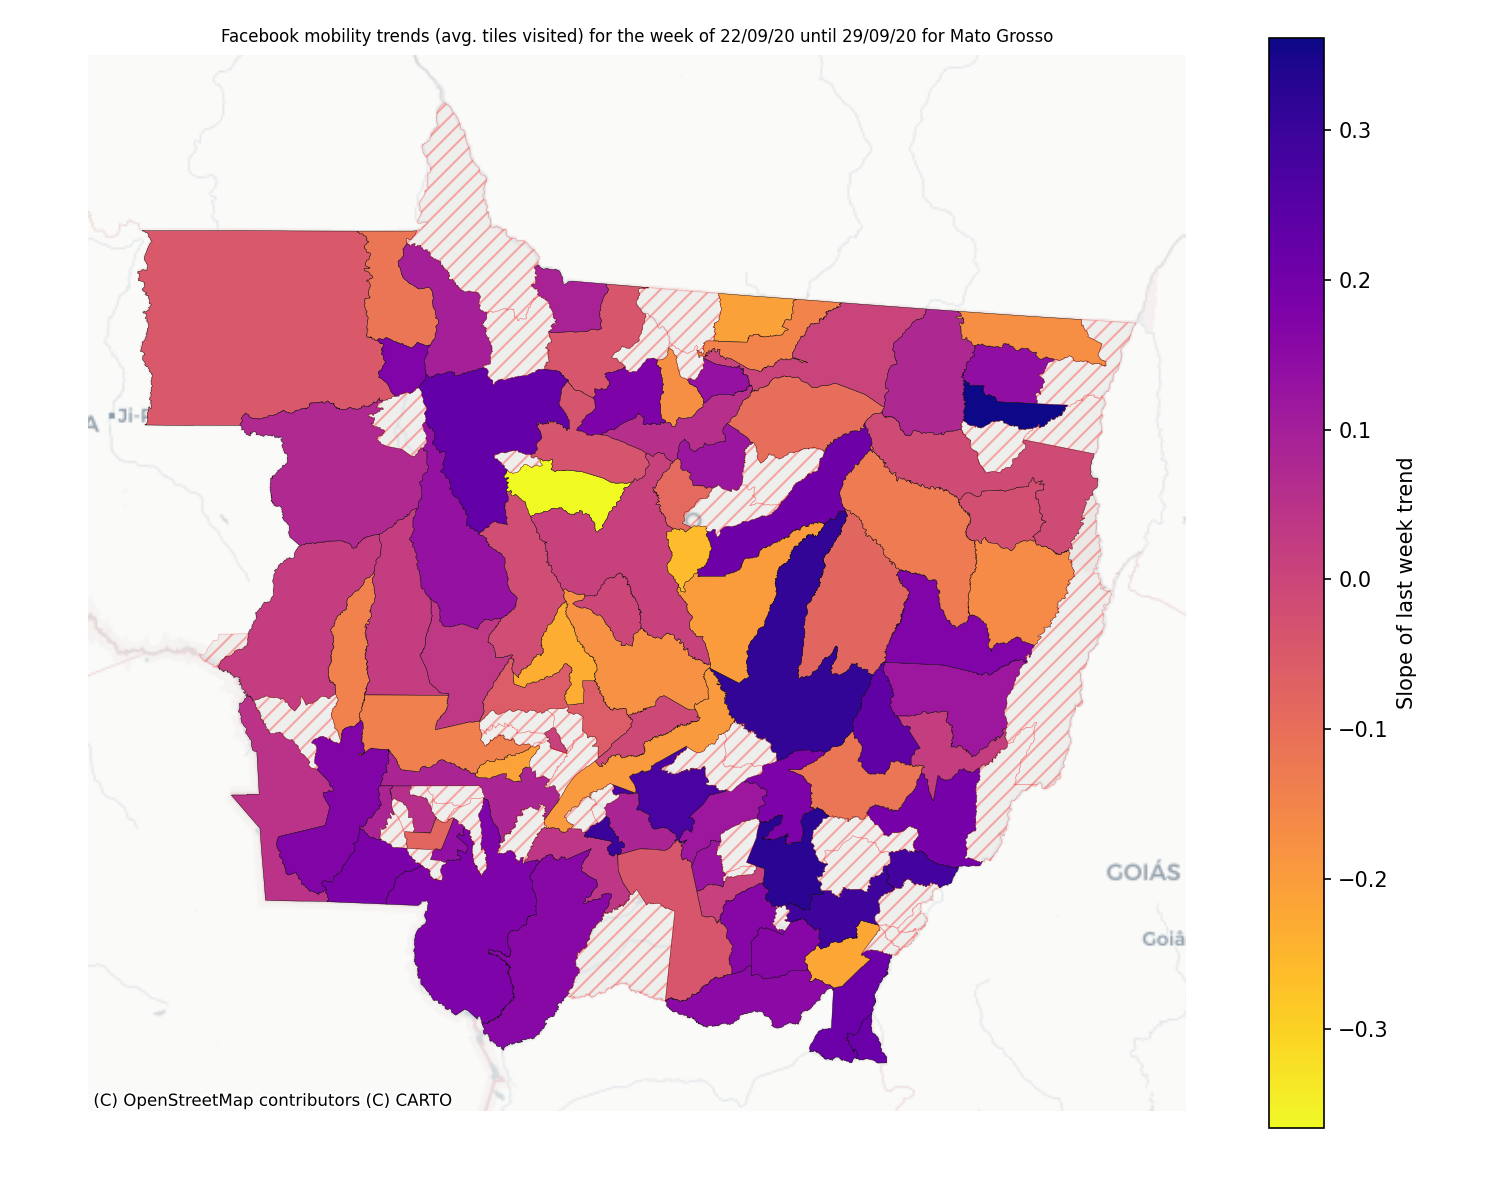 Facebook mobility trends (avg. tiles visited) for the week of 22/09/20 until 29/09/20 for Mato Grosso
0.3
0.2
0.1
0.0
−0.1
−0.2
−0.3
Slope of last week trend
GOIÁS
(C) OpenStreetMap contributors (C) CARTO